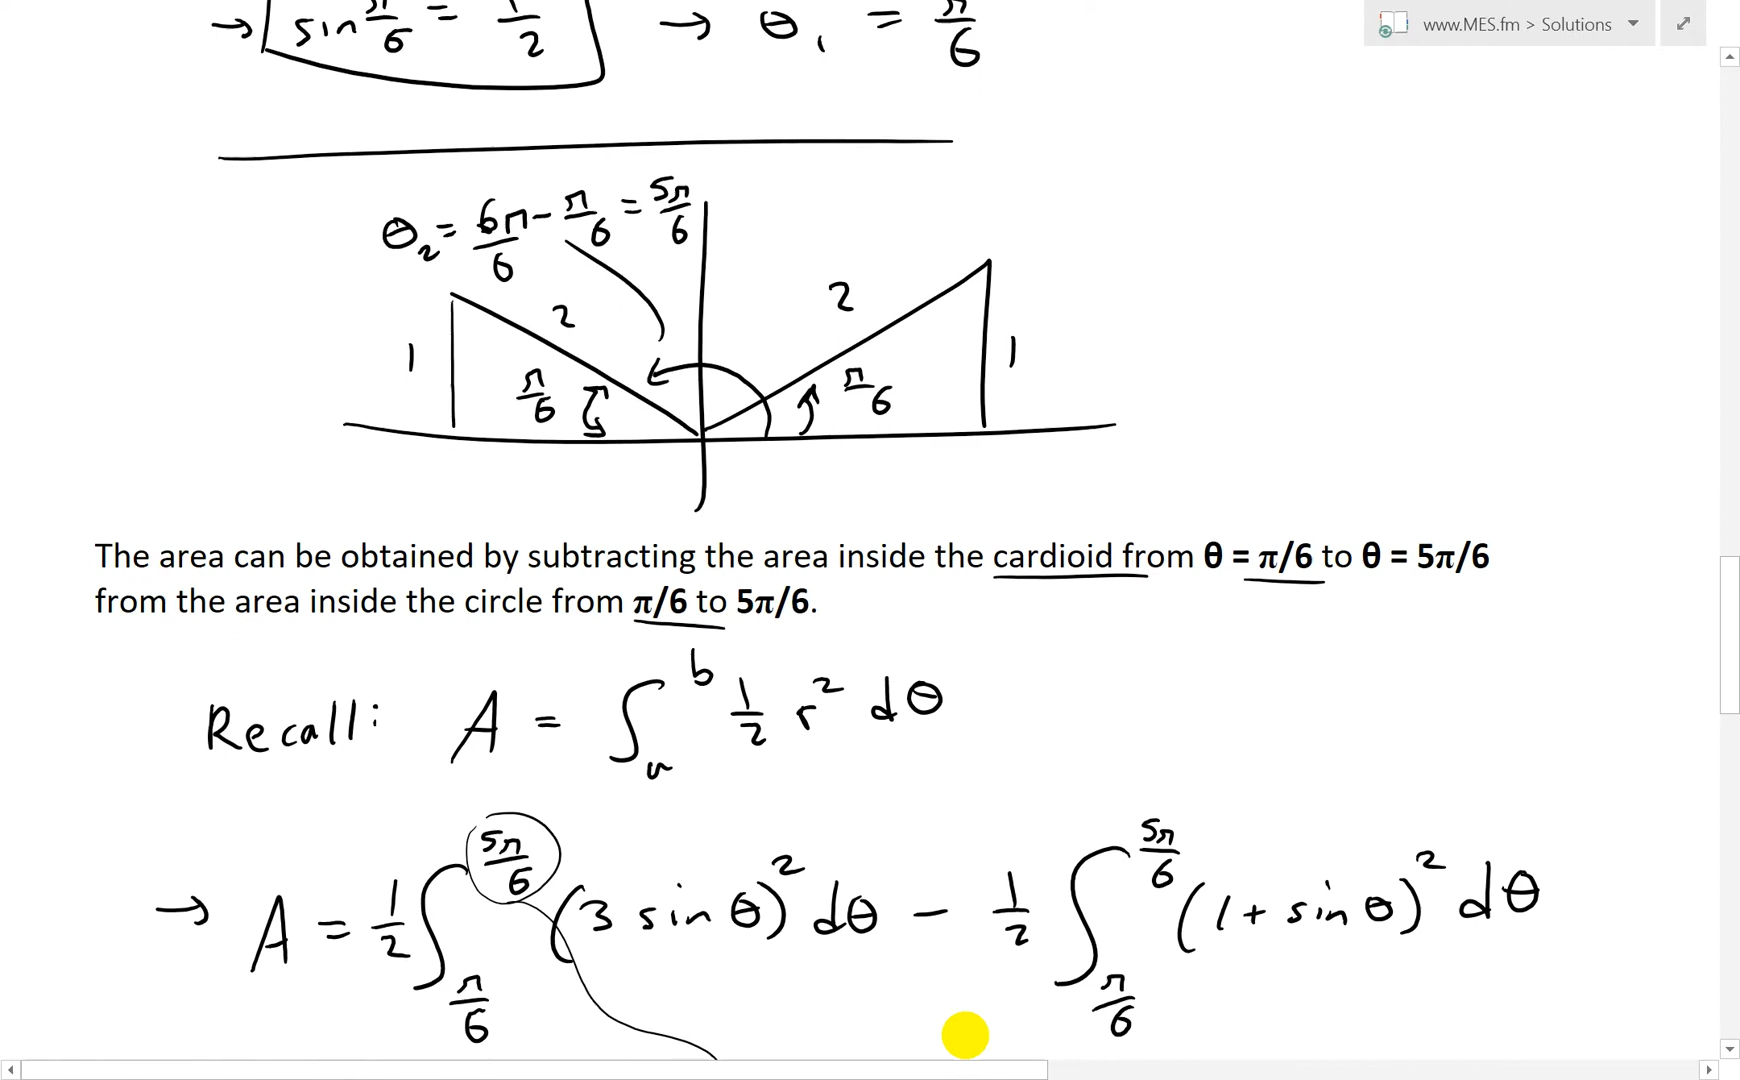 → sin π/6 = 1/2 → θ₁ = π/6
www.MES.fm > Solutions
θ₂ = 6π/6 - π/6 = 5π/6
2 2
1 π/6 π/6 1
The area can be obtained by subtracting the area inside the cardioid from θ = π/6 to θ = 5π/6
from the area inside the circle from π/6 to 5π/6.
Recall: A = ∫ₐᵇ 1/2 r² dθ
→ A = 1/2 ∫_{π/6}^{5π/6} (3 sin θ)² dθ - 1/2 ∫_{π/6}^{5π/6} (1 + sin θ)² dθ